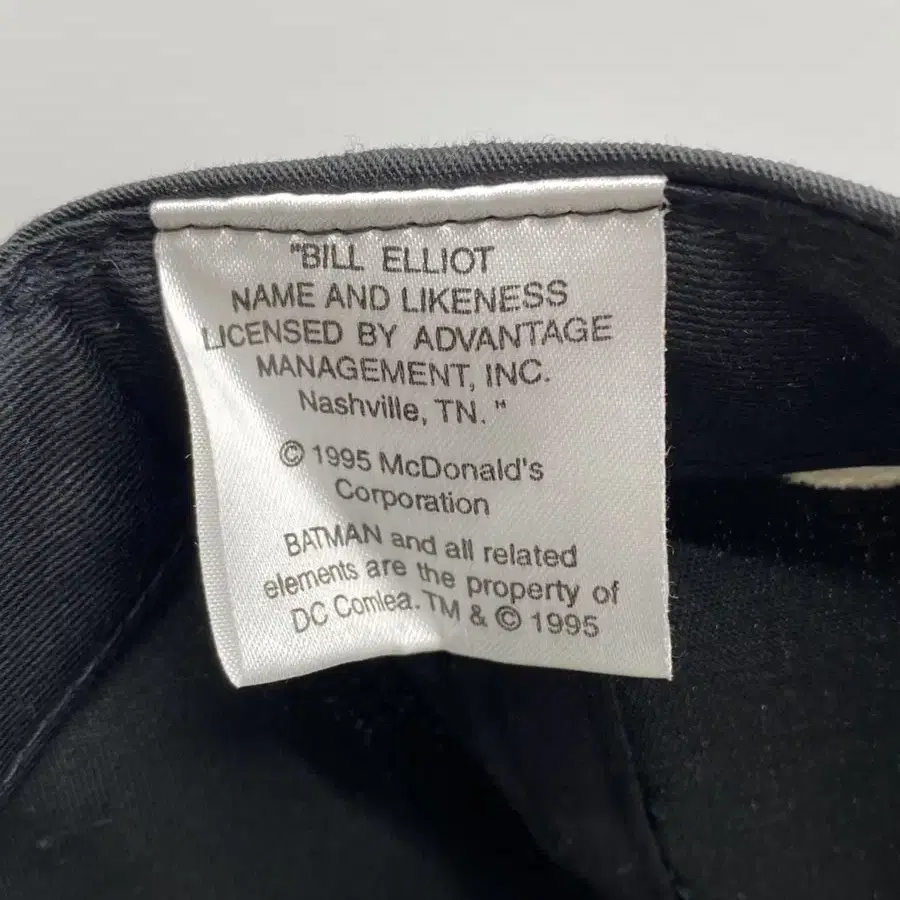 "BILL ELLIOT
NAME AND LIKENESS
LICENSED BY ADVANTAGE
MANAGEMENT, INC.
Nashville, TN. "
© 1995 McDonald's
Corporation
BATMAN and all related
elements are the property of
DC Comlea. TM & © 1995